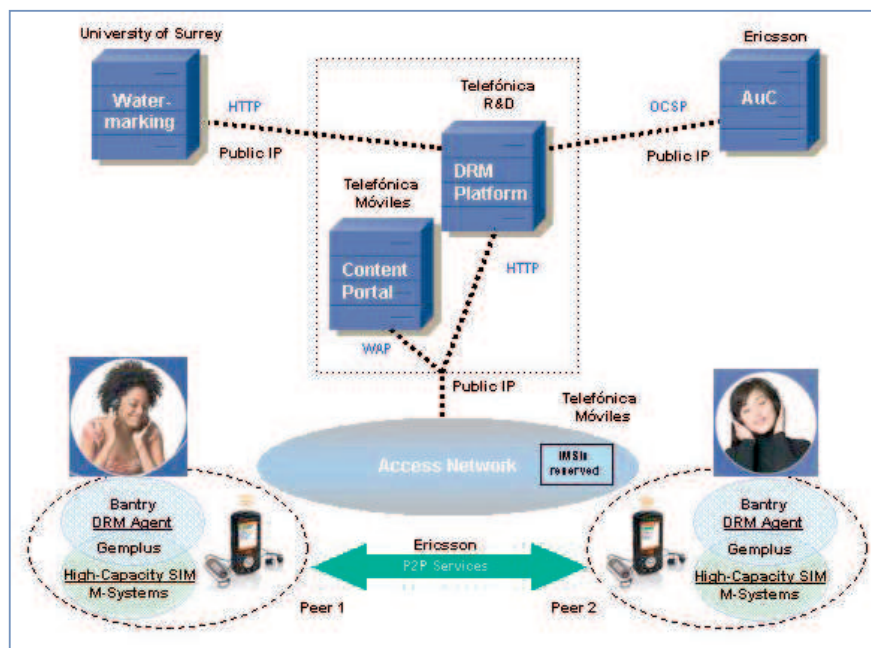 University of Surrey
Ericsson
Telefónica
R&D
Water-
marking
HTTP
OCSP
AuC
Public IP
Public IP
DRM
Platform
Telefónica
Móviles
Content
Portal
HTTP
WAP
Public IP
Telefónica
Móviles
Access Network
IMSIs
reserved
Bantry
DRM Agent
Gemplus
High-Capacity SIM
M-Systems
Ericsson
P2P Services
Peer 1
Peer 2
Bantry
DRM Agent
Gemplus
High-Capacity SIM
M-Systems